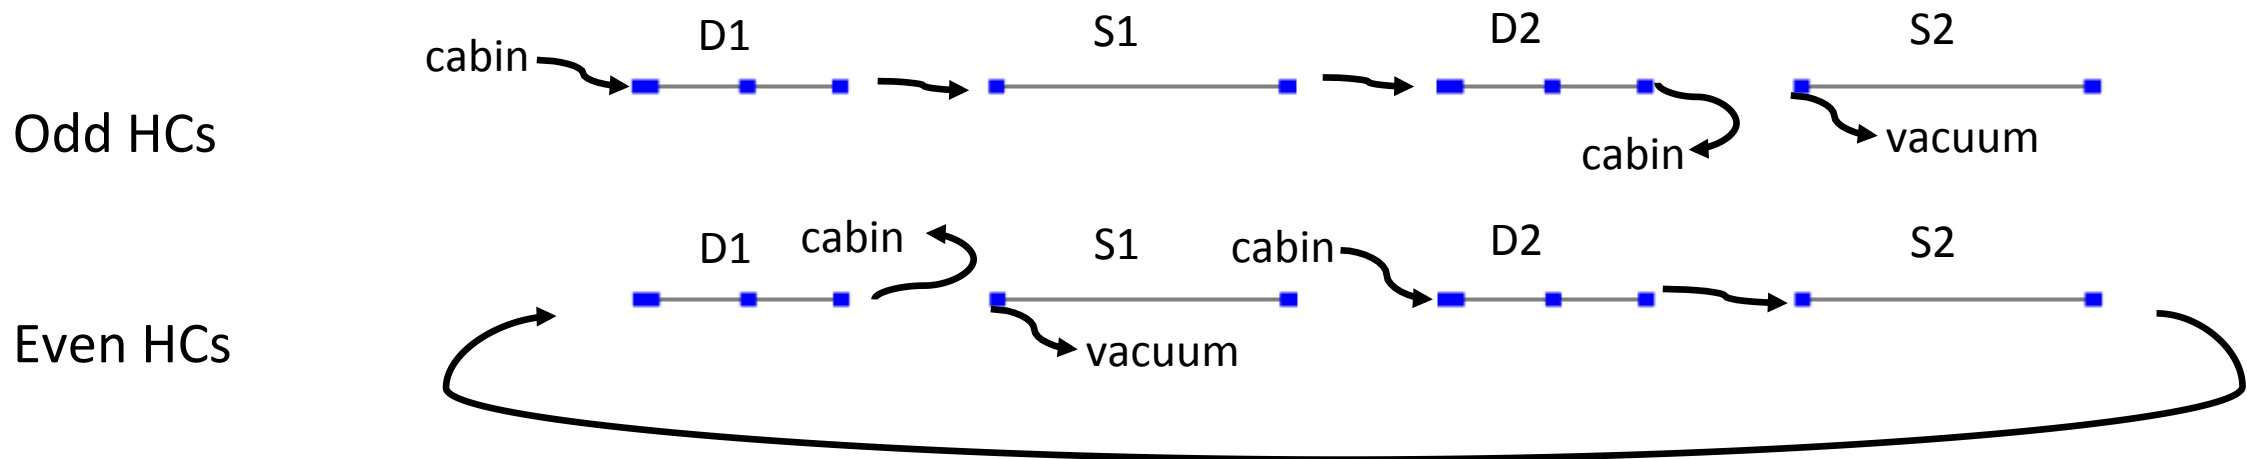 D1 S1 D2 S2
cabin
Odd HCs
cabin vacuum
D1 cabin S1 cabin D2 S2
Even HCs
vacuum